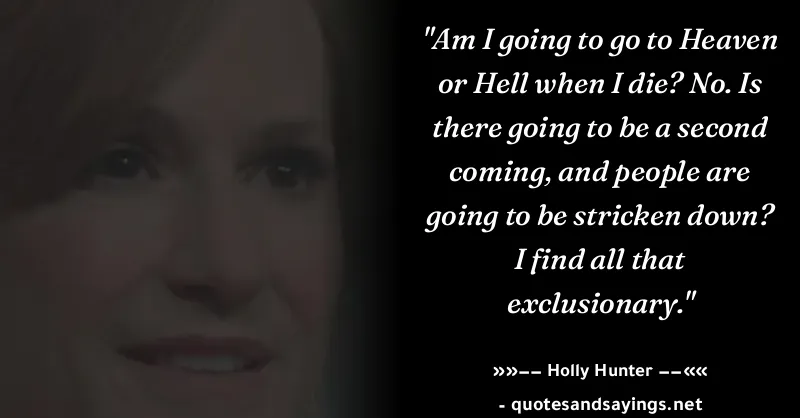 "Am I going to go to Heaven
or Hell when I die? No. Is
there going to be a second
coming, and people are
going to be stricken down?
I find all that
exclusionary."
»»−− Holly Hunter −−««
- quotesandsayings.net